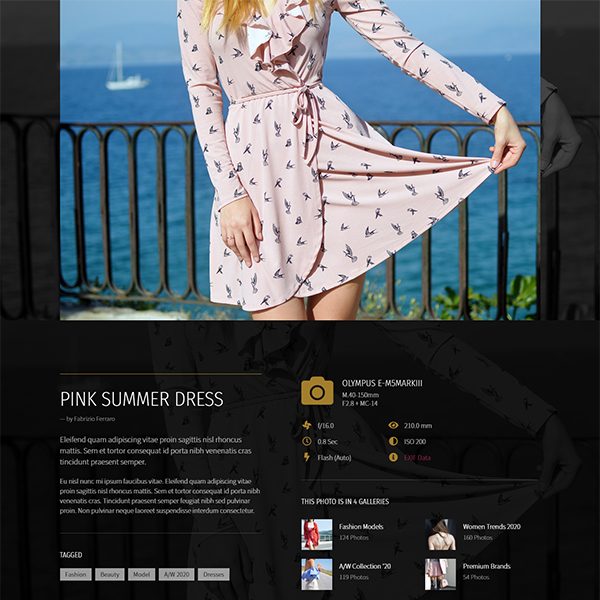 PINK SUMMER DRESS
— by Fabrizio Ferraro
Eleifend quam adipiscing vitae proin sagittis nisl rhoncus
mattis. Sem et tortor consequat id porta nibh venenatis cras
tincidunt praesent semper.
Eu nisl nunc mi ipsum faucibus vitae. Eleifend quam adipiscing vitae
proin sagittis nisl rhoncus mattis. Sem et tortor consequat id porta nibh
venenatis cras. Tincidunt praesent semper feugiat nibh sed pulvinar
proin. Non pulvinar neque laoreet suspendisse interdum consectetur.
TAGGED
Fashion Beauty Model A/W 2020 Dresses
OLYMPUS E-M5MARKIII
M.40-150mm
F2.8 + MC-14
f/16.0 210.0 mm
0.8 Sec ISO 200
Flash (Auto) EXIF Data
THIS PHOTO IS IN 4 GALLERIES
Fashion Models
124 Photos
Women Trends 2020
160 Photos
A/W Collection '20
119 Photos
Premium Brands
54 Photos